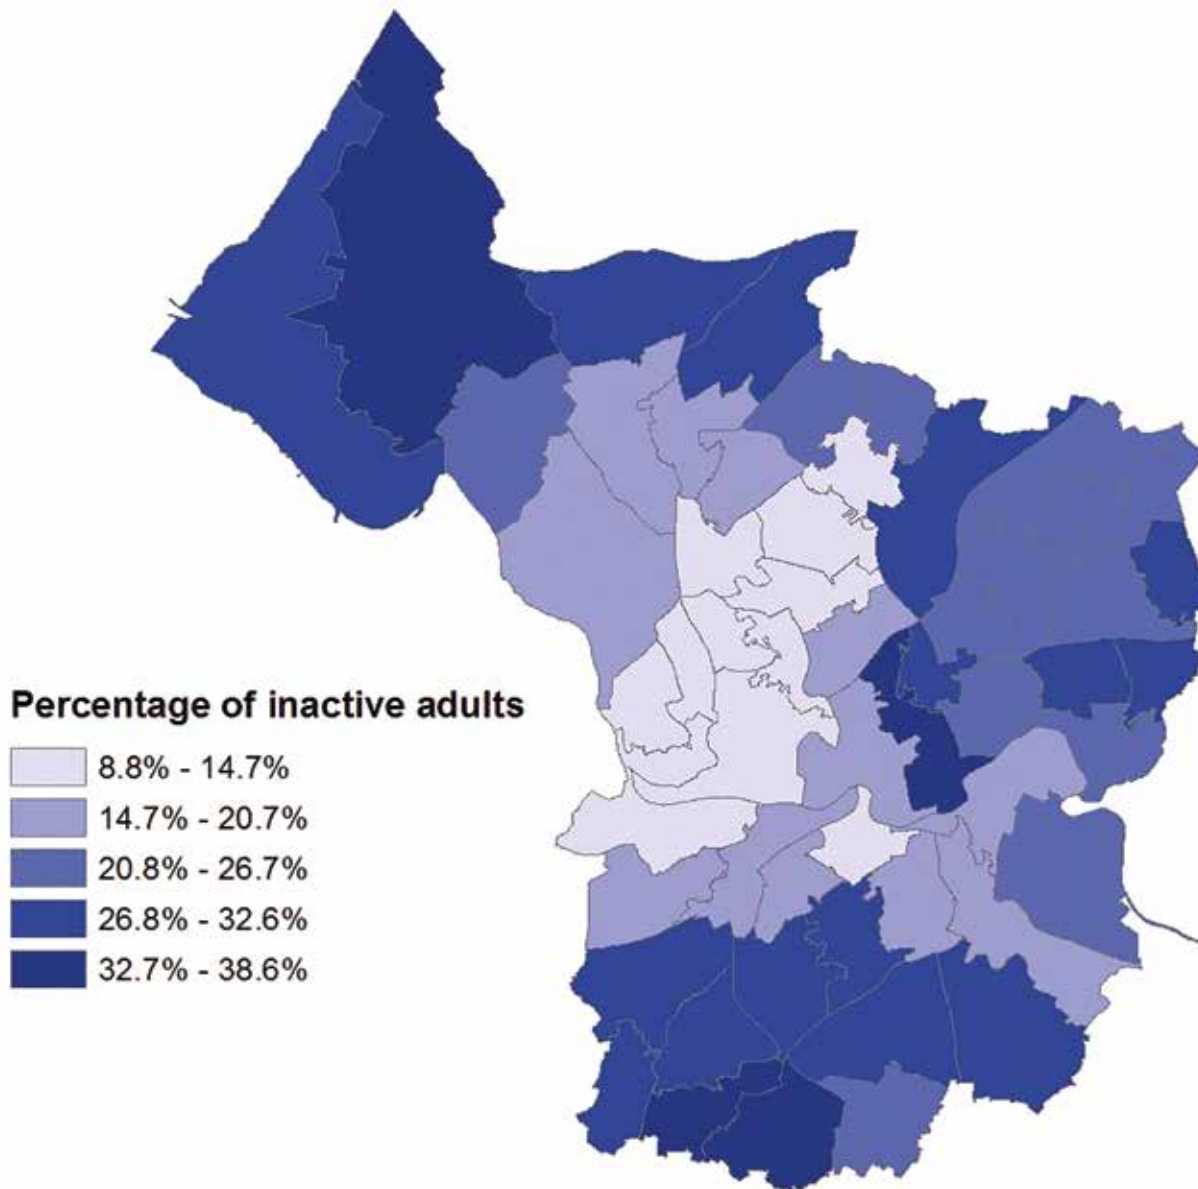 Percentage of inactive adults
8.8% - 14.7%
14.7% - 20.7%
20.8% - 26.7%
26.8% - 32.6%
32.7% - 38.6%